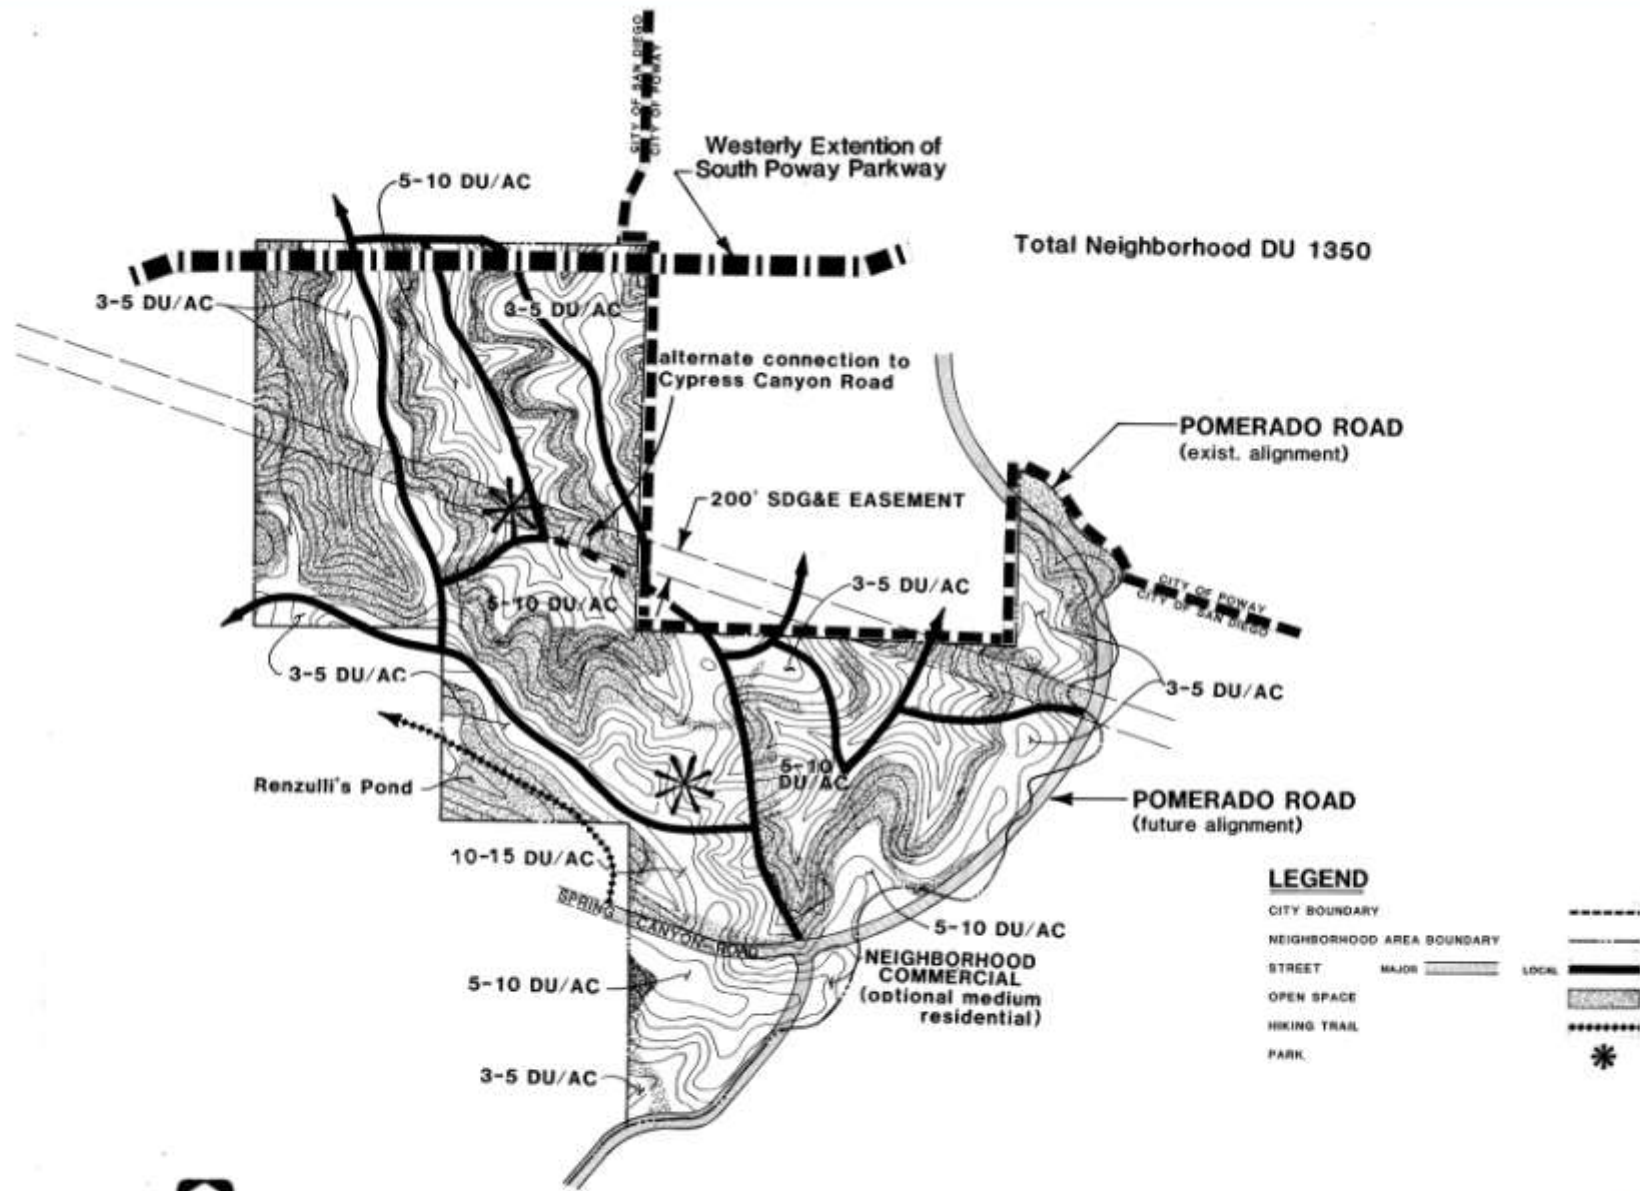 CITY OF SAN DIEGO
CITY OF POWAY
Westerly Extention of
South Poway Parkway
5-10 DU/AC
Total Neighborhood DU 1350
3-5 DU/AC
3-5 DU/AC
alternate connection to
Cypress Canyon Road
POMERADO ROAD
(exist. alignment)
200' SDG&E EASEMENT
CITY OF POWAY
CITY OF SAN DIEGO
3-5 DU/AC
5-10 DU/AC
3-5 DU/AC
3-5 DU/AC
Renzulli's Pond
5-10
DU/AC
POMERADO ROAD
(future alignment)
10-15 DU/AC
SPRING CANYON ROAD
5-10 DU/AC
NEIGHBORHOOD
COMMERCIAL
(optional medium
residential)
5-10 DU/AC
3-5 DU/AC
LEGEND
CITY BOUNDARY
NEIGHBORHOOD AREA BOUNDARY
STREET MAJOR LOCAL
OPEN SPACE
HIKING TRAIL
PARK